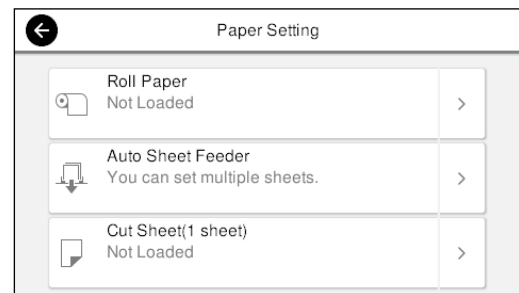 Paper Setting
Roll Paper
Not Loaded
Auto Sheet Feeder
You can set multiple sheets.
Cut Sheet(1 sheet)
Not Loaded